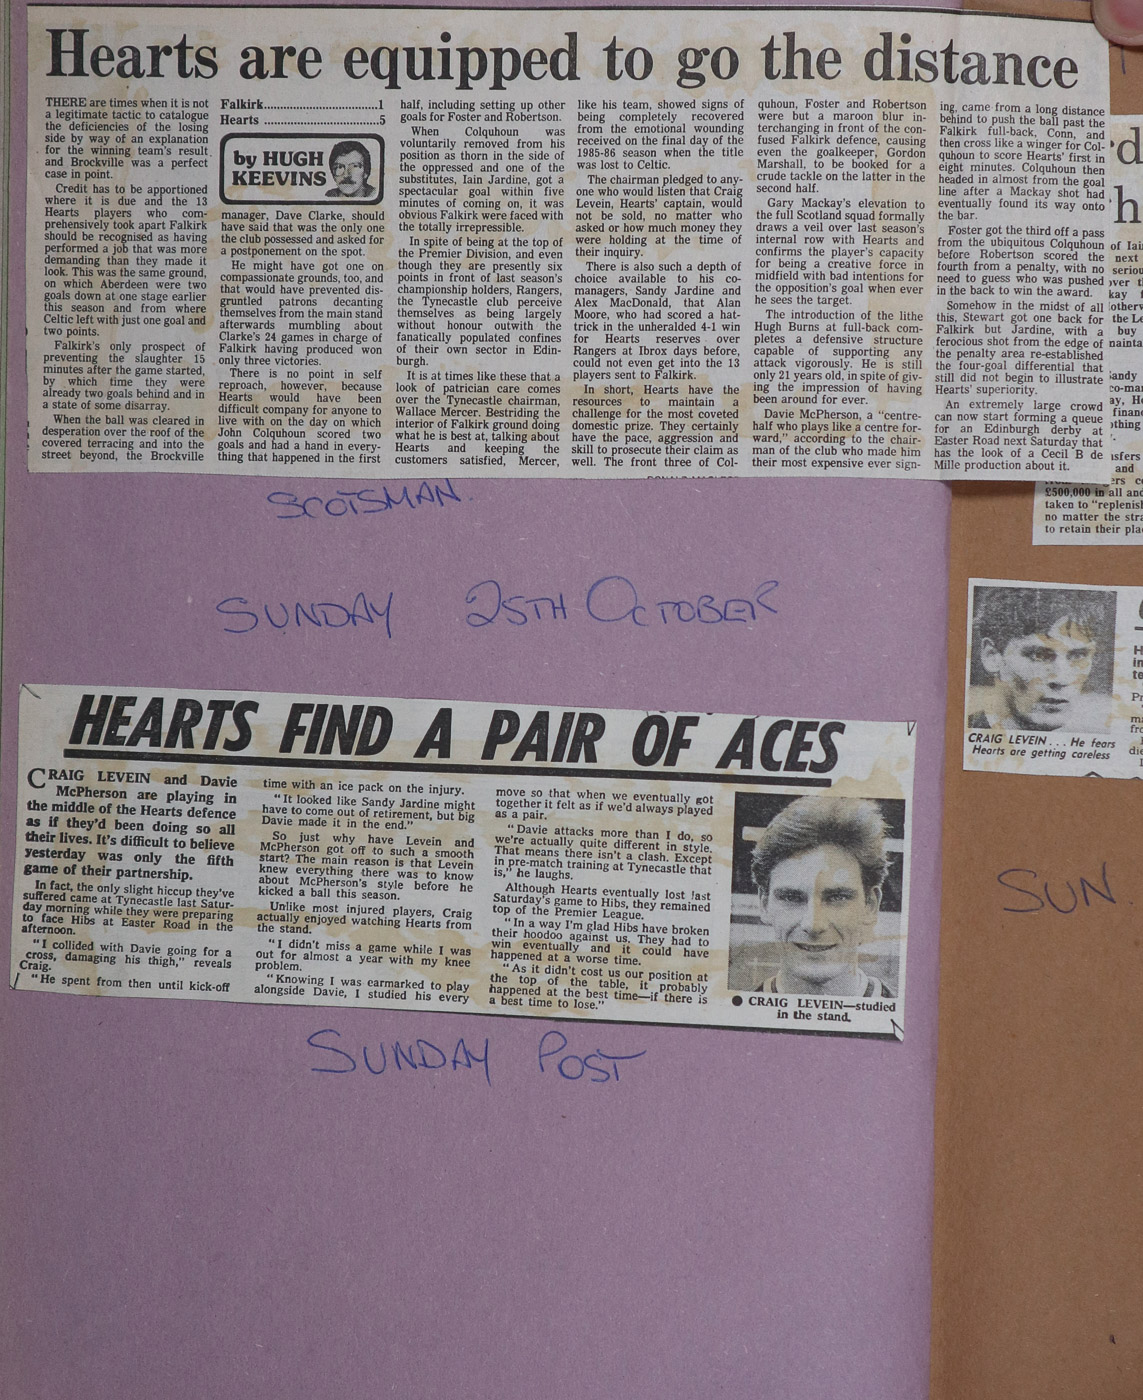 Hearts are equipped to go the distance
THERE are times when it is not
a legitimate tactic to catalogue
the deficiencies of the losing
side by way of an explanation
for the winning team's result
and Brockville was a perfect
case in point.
Credit has to be apportioned
where it is due and the 13
Hearts players who com-
prehensively took apart Falkirk
should be recognised as having
performed a job that was more
demanding than they made it
look. This was the same ground,
on which Aberdeen were two
goals down at one stage earlier
this season and from where
Celtic left with just one goal and
two points.
Falkirk's only prospect of
preventing the slaughter 15
minutes after the game started,
by which time they were
already two goals behind and in
a state of some disarray.
When the ball was cleared in
desperation over the roof of the
covered terracing and into the
street beyond, the Brockville
Falkirk................................1
Hearts ................................5
by HUGH
KEEVINS
manager, Dave Clarke, should
have said that was the only one
the club possessed and asked for
a postponement on the spot.
He might have got one on
compassionate grounds, too, and
that would have prevented dis-
gruntled patrons decanting
themselves from the main stand
afterwards mumbling about
Clarke's 24 games in charge of
Falkirk having produced won
only three victories.
There is no point in self
reproach, however, because
Hearts would have been
difficult company for anyone to
live with on the day on which
John Colquhoun scored two
goals and had a hand in every-
thing that happened in the first
half, including setting up other
goals for Foster and Robertson.
When Colquhoun was
voluntarily removed from his
position as thorn in the side of
the oppressed and one of the
substitutes, Iain Jardine, got a
spectacular goal within five
minutes of coming on, it was
obvious Falkirk were faced with
the totally irrepressible.
In spite of being at the top of
the Premier Division, and even
though they are presently six
points in front of last season's
championship holders, Rangers,
the Tynecastle club perceive
themselves as being largely
without honour outwith the
fanatically populated confines
of their own sector in Edin-
burgh.
It is at times like these that a
look of patrician care comes
over the Tynecastle chairman,
Wallace Mercer. Bestriding the
interior of Falkirk ground doing
what he is best at, talking about
Hearts and keeping the
customers satisfied, Mercer,
like his team, showed signs of
being completely recovered
from the emotional wounding
received on the final day of the
1985-86 season when the title
was lost to Celtic.
The chairman pledged to any-
one who would listen that Craig
Levein, Hearts' captain, would
not be sold, no matter who
asked or how much money they
were holding at the time of
their inquiry.
There is also such a depth of
choice available to his co-
managers, Sandy Jardine and
Alex MacDonald, that Alan
Moore, who had scored a hat-
trick in the unheralded 4-1 win
for Hearts reserves over
Rangers at Ibrox days before,
could not even get into the 13
players sent to Falkirk.
In short, Hearts have the
resources to maintain a
challenge for the most coveted
domestic prize. They certainly
have the pace, aggression and
skill to prosecute their claim as
well. The front three of Col-
quhoun, Foster and Robertson
were but a maroon blur in-
terchanging in front of the con-
fused Falkirk defence, causing
even the goalkeeper, Gordon
Marshall, to be booked for a
crude tackle on the latter in the
second half.
Gary Mackay's elevation to
the full Scotland squad formally
draws a veil over last season's
internal row with Hearts and
confirms the player's capacity
for being a creative force in
midfield with bad intentions for
the opposition's goal when ever
he sees the target.
The introduction of the lithe
Hugh Burns at full-back com-
pletes a defensive structure
capable of supporting any
attack vigorously. He is still
only 21 years old, in spite of giv-
ing the impression of having
been around for ever.
Davie McPherson, a "centre-
half who plays like a centre for-
ward," according to the chair-
man of the club who made him
their most expensive ever sign-
ing, came from a long distance
behind to push the ball past the
Falkirk full-back, Conn, and
then cross like a winger for Col-
quhoun to score Hearts' first in
eight minutes. Colquhoun then
headed in almost from the goal
line after a Mackay shot had
eventually found its way onto
the bar.
Foster got the third off a pass
from the ubiquitous Colquhoun
before Robertson scored the
fourth from a penalty, with no
need to guess who was pushed
in the back to win the award.
Somehow in the midst of all
this, Stewart got one back for
Falkirk but Jardine, with a
ferocious shot from the edge of
the penalty area re-established
the four-goal differential that
still did not begin to illustrate
Hearts' superiority.
An extremely large crowd
can now start forming a queue
for an Edinburgh derby at
Easter Road next Saturday that
has the look of a Cecil B de
Mille production about it.
SCOTSMAN.
SUNDAY 25TH OCTOBER
£500,000 in all and
taken to "replenish
no matter the stra
to retain their pla
CRAIG LEVEIN . . . He fears
Hearts are getting careless
SUN.
HEARTS FIND A PAIR OF ACES
CRAIG LEVEIN and Davie
McPherson are playing in
the middle of the Hearts defence
as if they'd been doing so all
their lives. It's difficult to believe
yesterday was only the fifth
game of their partnership.
In fact, the only slight hiccup they've
suffered came at Tynecastle last Satur-
day morning while they were preparing
to face Hibs at Easter Road in the
afternoon.
"I collided with Davie going for a
cross, damaging his thigh," reveals
Craig.
"He spent from then until kick-off
time with an ice pack on the injury.
"It looked like Sandy Jardine might
have to come out of retirement, but big
Davie made it in the end."
So just why have Levein and
McPherson got off to such a smooth
start? The main reason is that Levein
knew everything there was to know
about McPherson's style before he
kicked a ball this season.
Unlike most injured players, Craig
actually enjoyed watching Hearts from
the stand.
"I didn't miss a game while I was
out for almost a year with my knee
problem.
"Knowing I was earmarked to play
alongside Davie, I studied his every
move so that when we eventually got
together it felt as if we'd always played
as a pair.
"Davie attacks more than I do, so
we're actually quite different in style.
That means there isn't a clash. Except
in pre-match training at Tynecastle that
is," he laughs.
Although Hearts eventually lost last
Saturday's game to Hibs, they remained
top of the Premier League.
"In a way I'm glad Hibs have broken
their hoodoo against us. They had to
win eventually and it could have
happened at a worse time.
"As it didn't cost us our position at
the top of the table, it probably
happened at the best time—if there is
a best time to lose."
● CRAIG LEVEIN—studied
in the stand.
SUNDAY POST